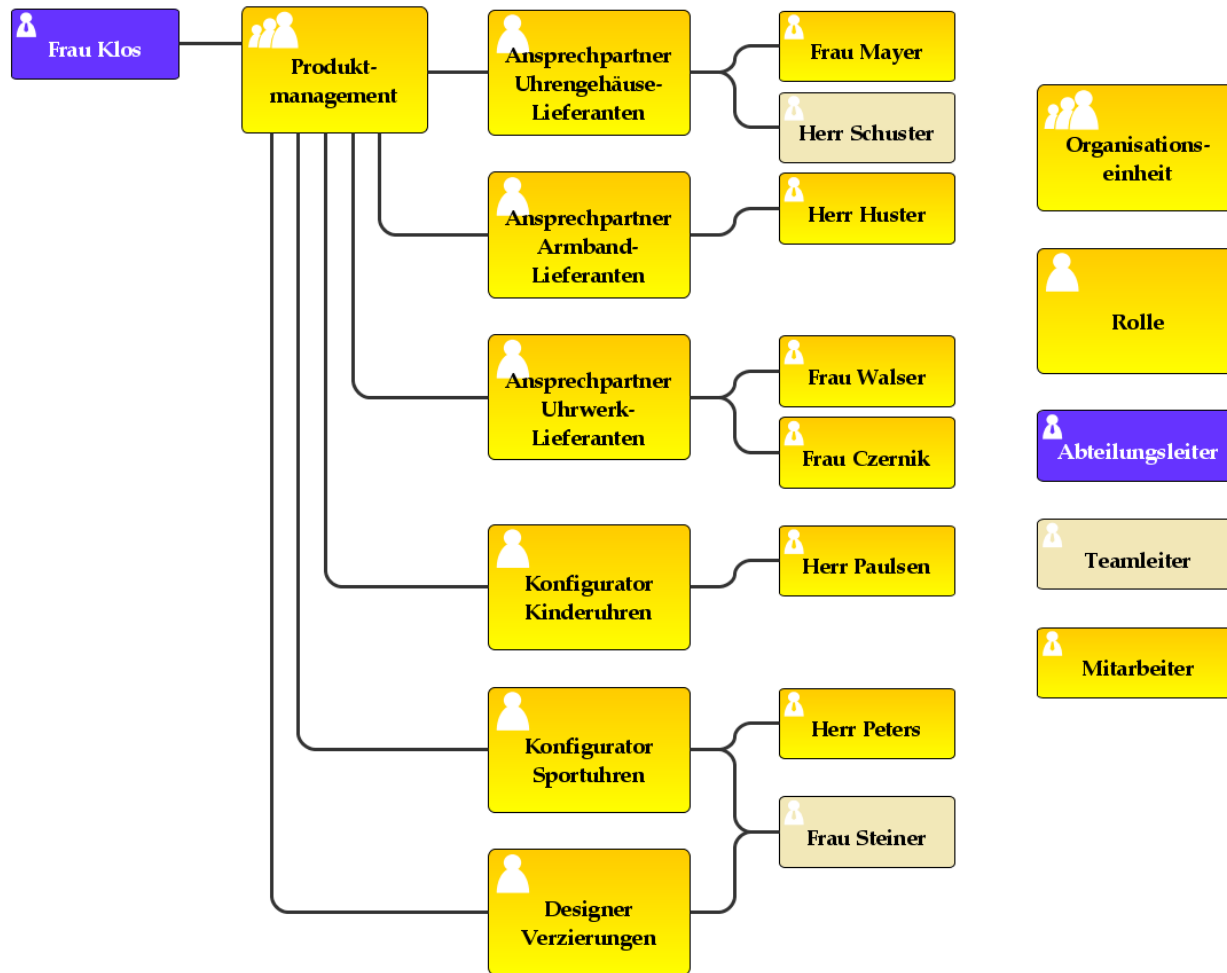 Frau Klos
Produkt-
management
Ansprechpartner
Uhrengehäuse-
Lieferanten
Frau Mayer
Herr Schuster
Ansprechpartner
Armband-
Lieferanten
Herr Huster
Ansprechpartner
Uhrwerk-
Lieferanten
Frau Walser
Frau Czernik
Konfigurator
Kinderuhren
Herr Paulsen
Konfigurator
Sportuhren
Herr Peters
Frau Steiner
Designer
Verzierungen
Organisations-
einheit
Rolle
Abteilungsleiter
Teamleiter
Mitarbeiter